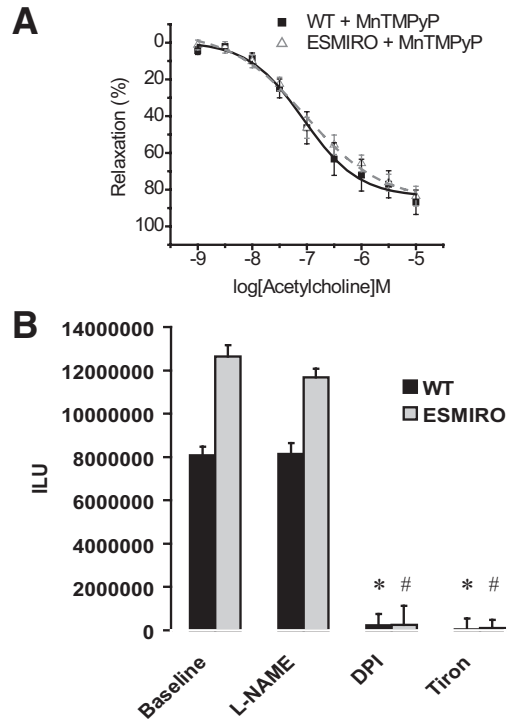 A
WT + MnTMPyP
ESMIRO + MnTMPyP
Relaxation (%)
0
20
40
60
80
100
-9 -8 -7 -6 -5
log[Acetylcholine]M
B
ILU
14000000
12000000
10000000
8000000
6000000
4000000
2000000
0
WT
ESMIRO
* # * #
Baseline L-NAME DPI Tiron